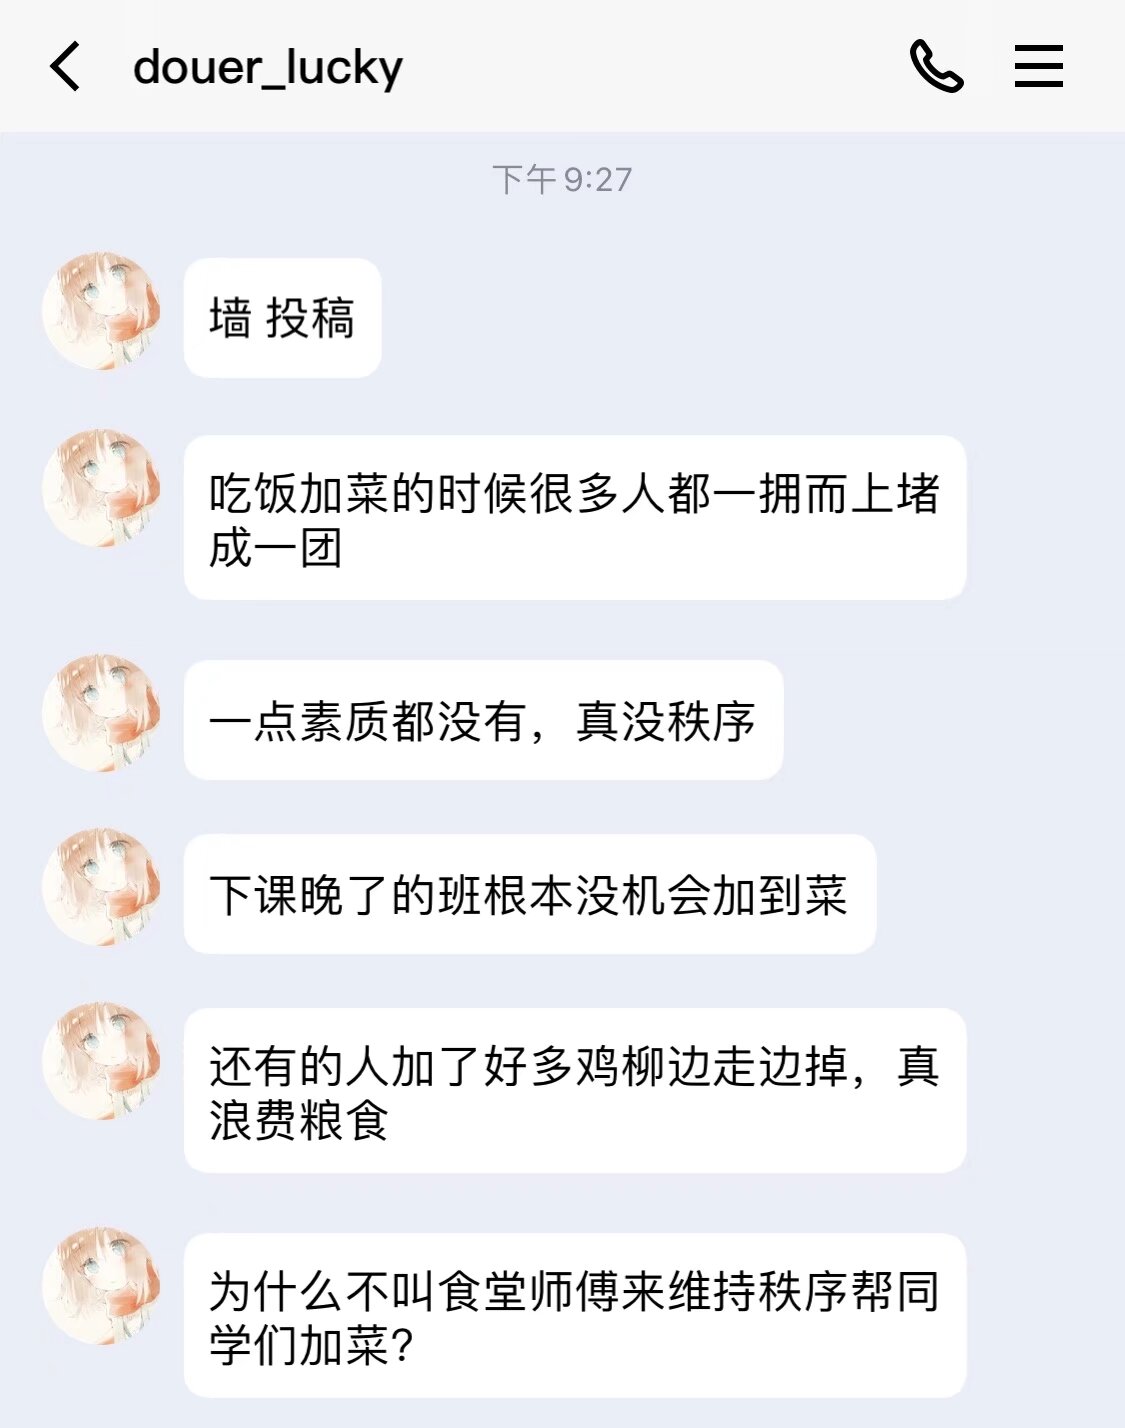 douer_lucky
下午 9:27
墙 投稿
吃饭加菜的时候很多人都一拥而上堵
成一团
一点素质都没有，真没秩序
下课晚了的班根本没机会加到菜
还有的人加了好多鸡柳边走边掉，真
浪费粮食
为什么不叫食堂师傅来维持秩序帮同
学们加菜?